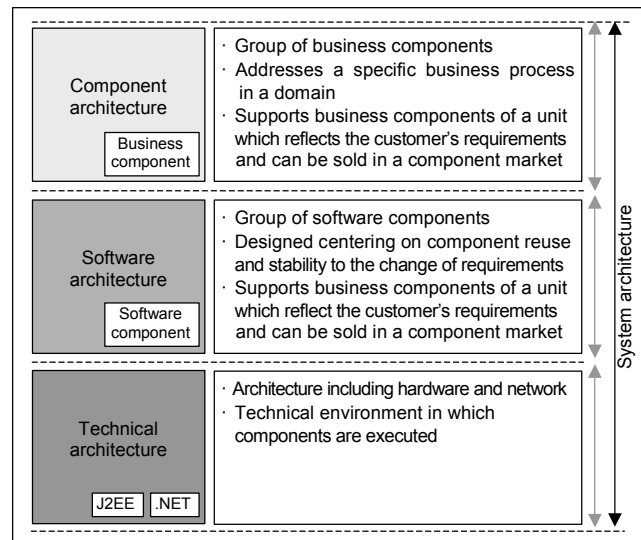 Component
architecture
Business
component
· Group of business components
· Addresses a specific business process
in a domain
· Supports business components of a unit
which reflects the customer's requirements
and can be sold in a component market
Software
architecture
Software
component
· Group of software components
· Designed centering on component reuse
and stability to the change of requirements
· Supports business components of a unit
which reflect the customer's requirements
and can be sold in a component market
Technical
architecture
J2EE
.NET
· Architecture including hardware and network
· Technical environment in which
components are executed
System architecture